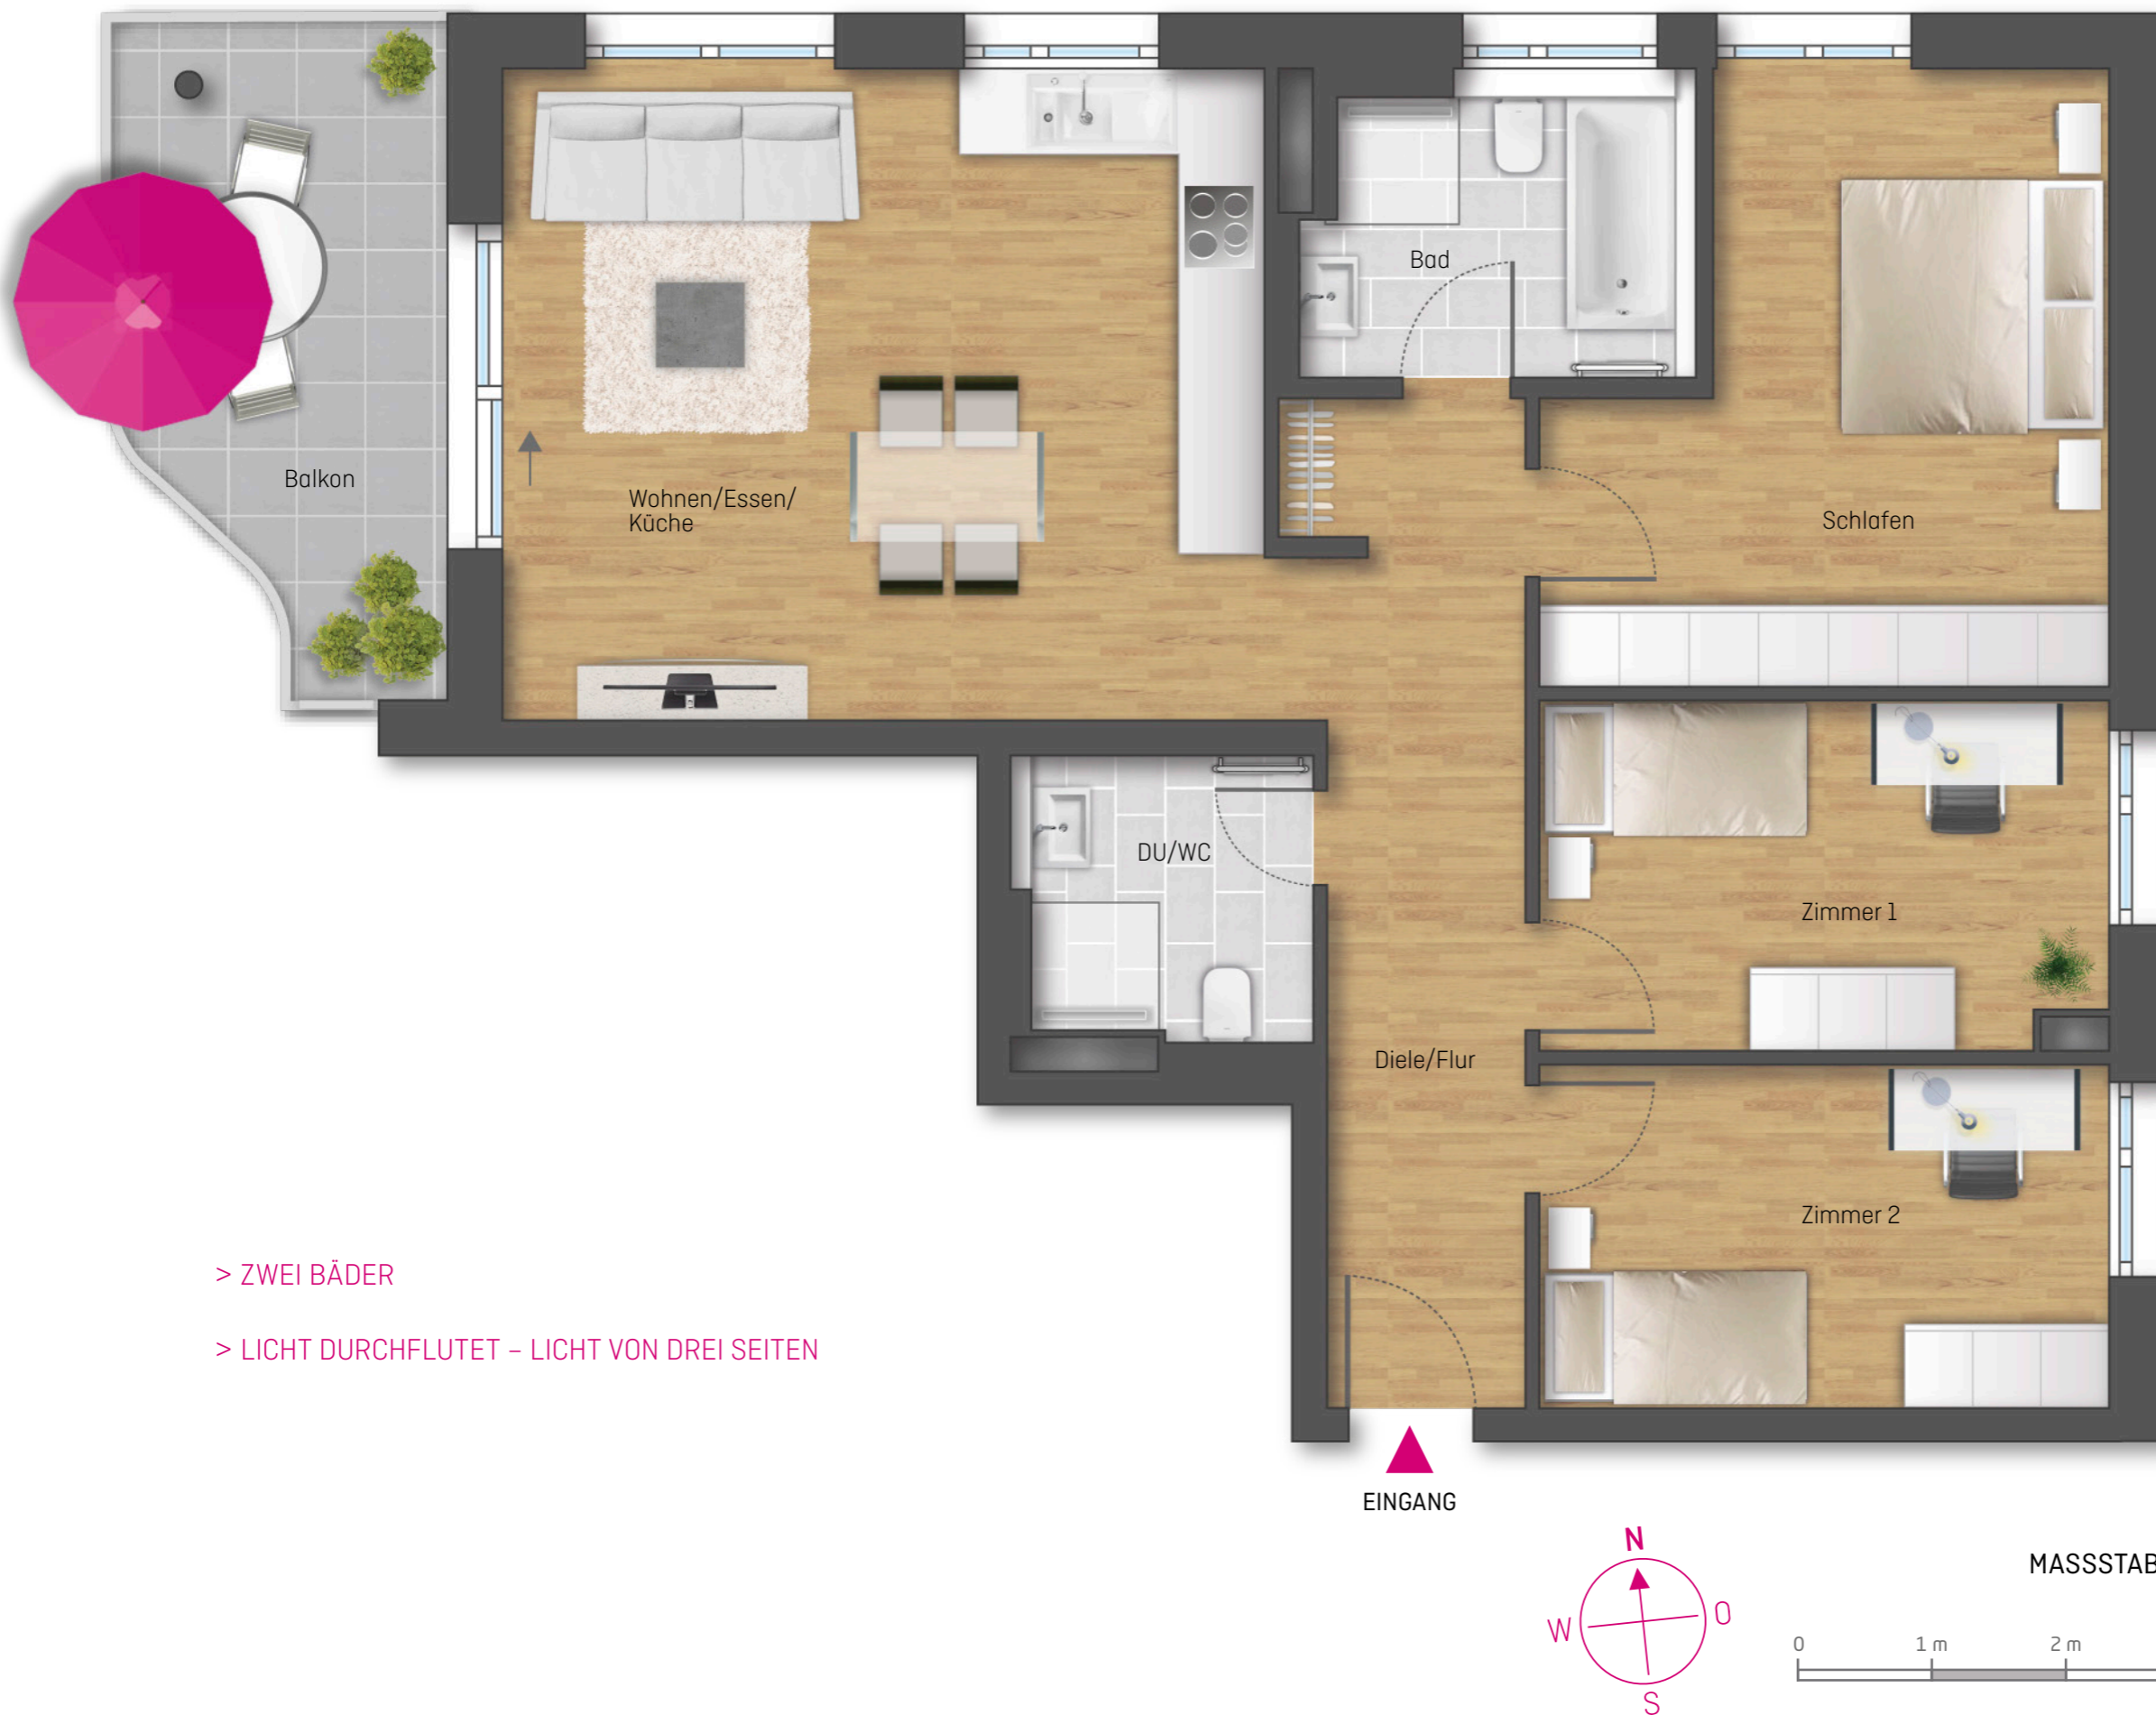 Bad
Balkon
Wohnen/Essen/
Küche
Schlafen
DU/WC
Zimmer 1
Diele/Flur
Zimmer 2
> ZWEI BÄDER
> LICHT DURCHFLUTET – LICHT VON DREI SEITEN
EINGANG
N
W
O
S
MASSSTAB
0 1 m 2 m